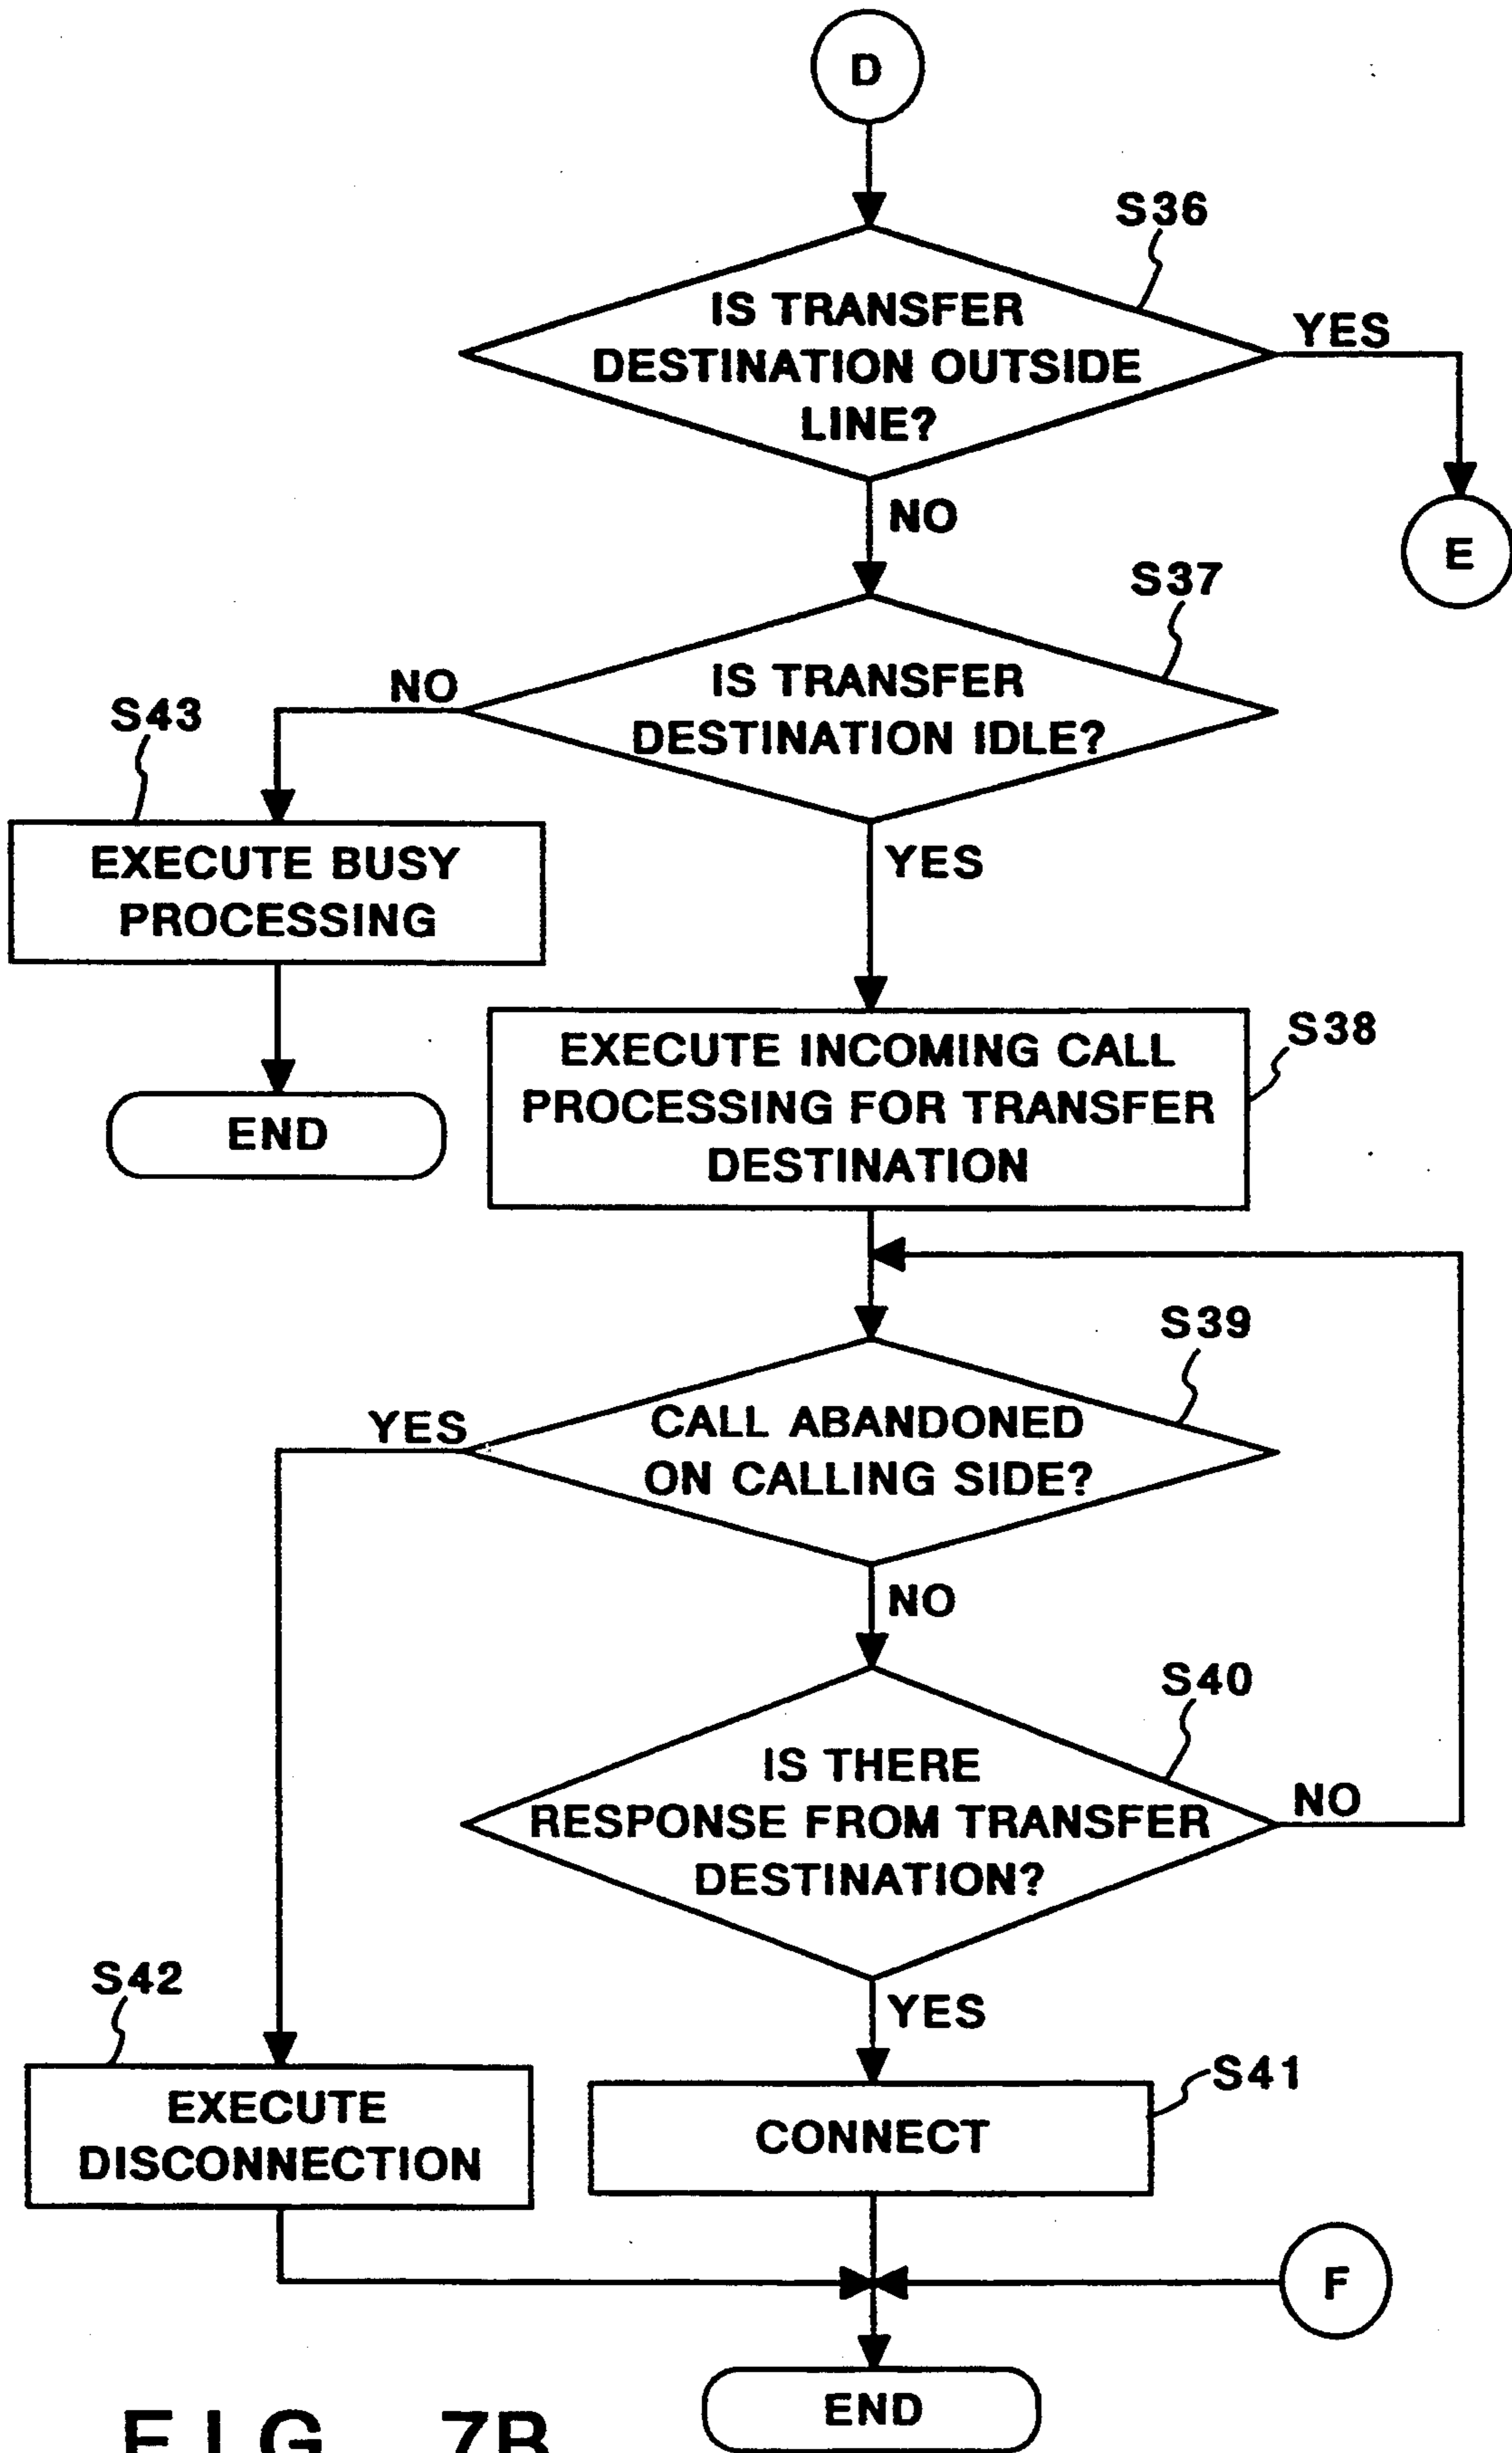 D
S36
IS TRANSFER
DESTINATION OUTSIDE
LINE?
YES
NO
E
S37
IS TRANSFER
DESTINATION IDLE?
NO
S43
EXECUTE BUSY
PROCESSING
YES
END
S38
EXECUTE INCOMING CALL
PROCESSING FOR TRANSFER
DESTINATION
S39
CALL ABANDONED
ON CALLING SIDE?
YES
NO
S40
IS THERE
RESPONSE FROM TRANSFER
DESTINATION?
NO
S42
YES
S41
EXECUTE
DISCONNECTION
CONNECT
F
END
FIG. 7B